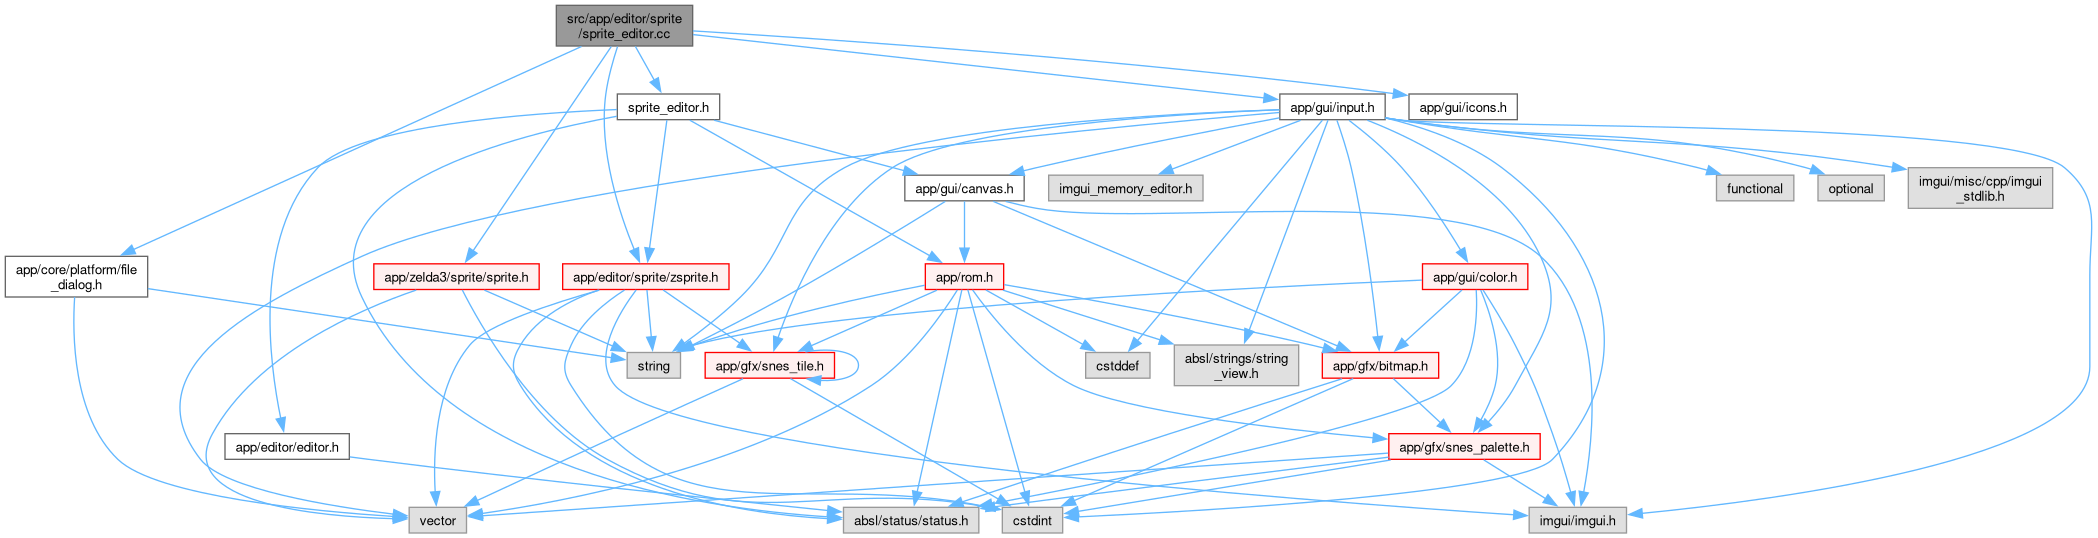 src/app/editor/sprite
/sprite_editor.cc
sprite_editor.h
app/gui/input.h
app/gui/icons.h
app/gui/canvas.h
imgui_memory_editor.h
functional
optional
imgui/misc/cpp/imgui
_stdlib.h
app/core/platform/file
_dialog.h
app/zelda3/sprite/sprite.h
app/editor/sprite/zsprite.h
app/rom.h
app/gui/color.h
string
app/gfx/snes_tile.h
cstddef
absl/strings/string
_view.h
app/gfx/bitmap.h
app/editor/editor.h
app/gfx/snes_palette.h
vector
absl/status/status.h
cstdint
imgui/imgui.h